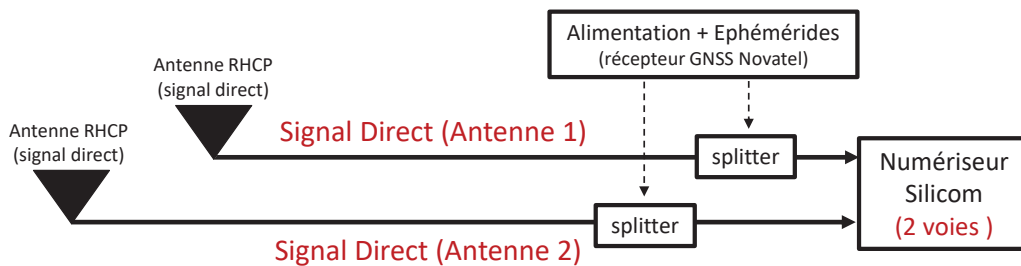 Alimentation + Ephémérides
(récepteur GNSS Novatel)
Antenne RHCP
(signal direct)
Antenne RHCP
(signal direct)
Signal Direct (Antenne 1)
splitter
Numériseur
Silicom
(2 voies )
splitter
Signal Direct (Antenne 2)